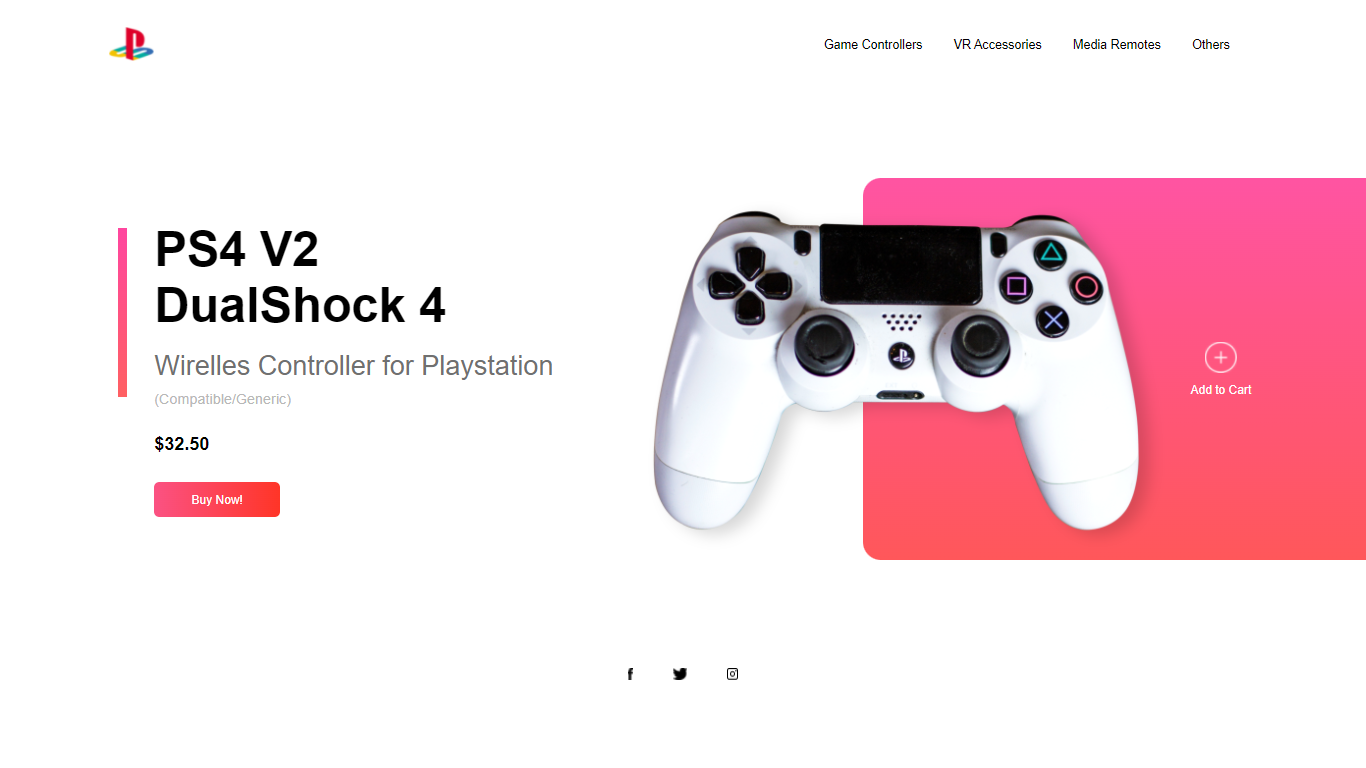 Game Controllers VR Accessories Media Remotes Others
PS4 V2
DualShock 4
Wirelles Controller for Playstation
(Compatible/Generic)
$32.50
Buy Now!
Add to Cart